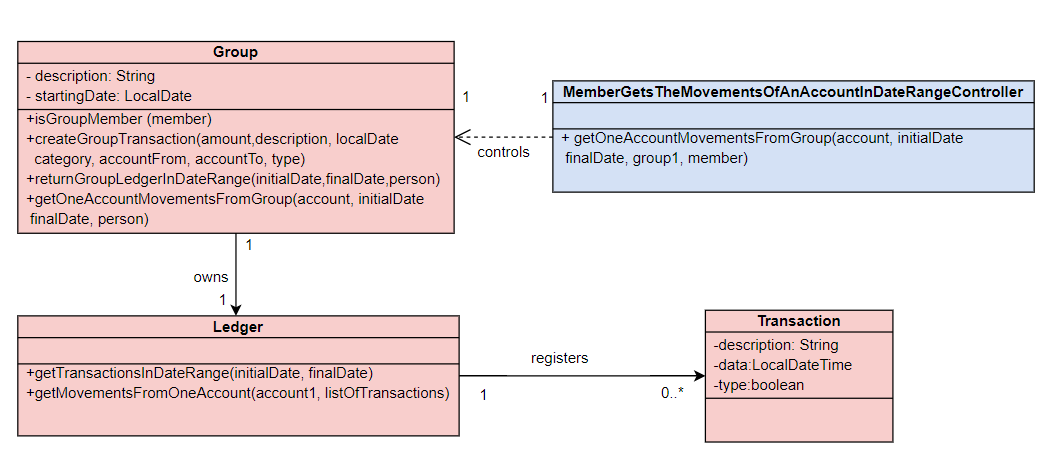 Group
- description: String
- startingDate: LocalDate
+isGroupMember (member)
+createGroupTransaction(amount,description, localDate
category, accountFrom, accountTo, type)
+returnGroupLedgerInDateRange(initialDate,finalDate,person)
+getOneAccountMovementsFromGroup(account, initialDate
finalDate, person)
1
1
controls
MemberGetsTheMovementsOfAnAccountInDateRangeController
+ getOneAccountMovementsFromGroup(account, initialDate
finalDate, group1, member)
1
owns
1
Ledger
+getTransactionsInDateRange(initialDate, finalDate)
+getMovementsFromOneAccount(account1, listOfTransactions)
registers
1
0..*
Transaction
-description: String
-data:LocalDateTime
-type:boolean